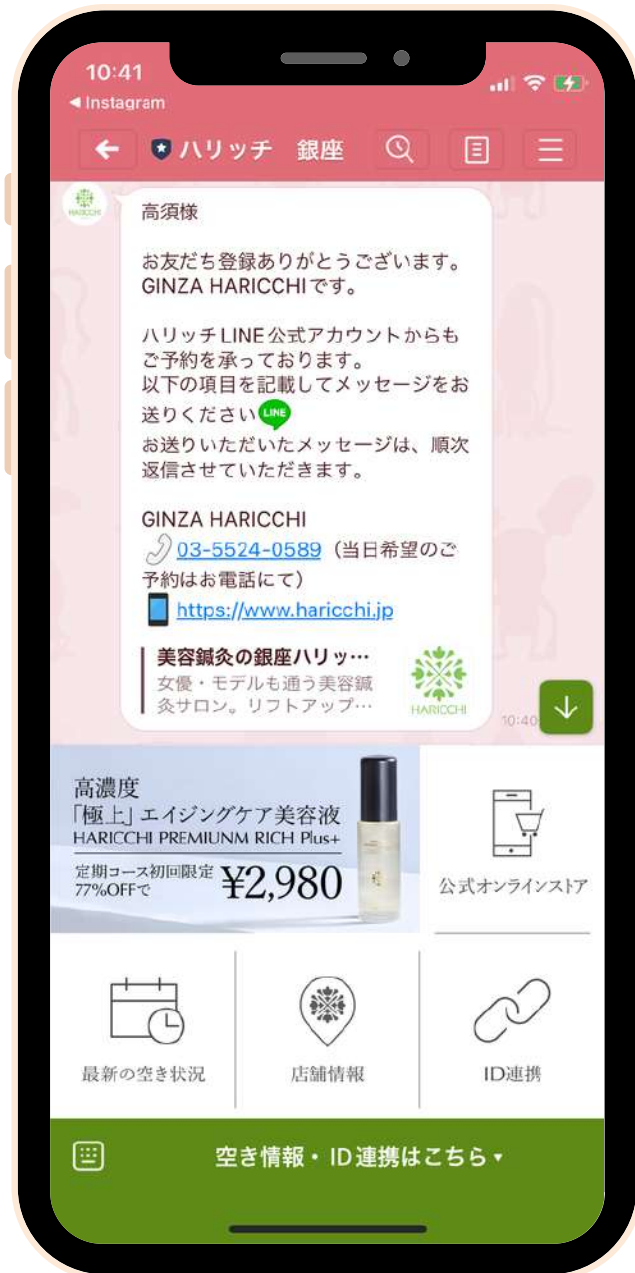 10:41
◀ Instagram
ハリッチ 銀座
HARICCHI
高須様
お友だち登録ありがとうございます。
GINZA HARICCHIです。
ハリッチLINE公式アカウントからも
ご予約を承っております。
以下の項目を記載してメッセージをお
送りください LINE
お送りいただいたメッセージは、順次
返信させていただきます。
GINZA HARICCHI
03-5524-0589（当日希望のご
予約はお電話にて）
https://www.haricchi.jp
美容鍼灸の銀座ハリッ…
女優・モデルも通う美容鍼
灸サロン。リフトアップ…
HARICCHI
10:40
高濃度
「極上」エイジングケア美容液
HARICCHI PREMIUNM RICH Plus+
定期コース初回限定
77%OFFで
¥2,980
公式オンラインストア
最新の空き状況
店舗情報
ID連携
空き情報・ID連携はこちら▼